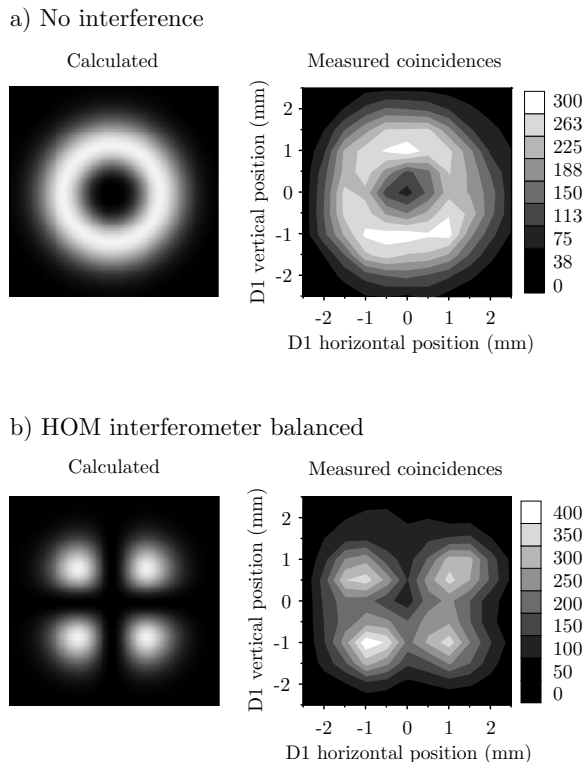 a) No interference
Calculated
Measured coincidences
D1 vertical position (mm)
2
1
0
-1
-2
-2 -1 0 1 2
D1 horizontal position (mm)
300
263
225
188
150
113
75
38
0
b) HOM interferometer balanced
Calculated
Measured coincidences
D1 vertical position (mm)
2
1
0
-1
-2
-2 -1 0 1 2
D1 horizontal position (mm)
400
350
300
250
200
150
100
50
0